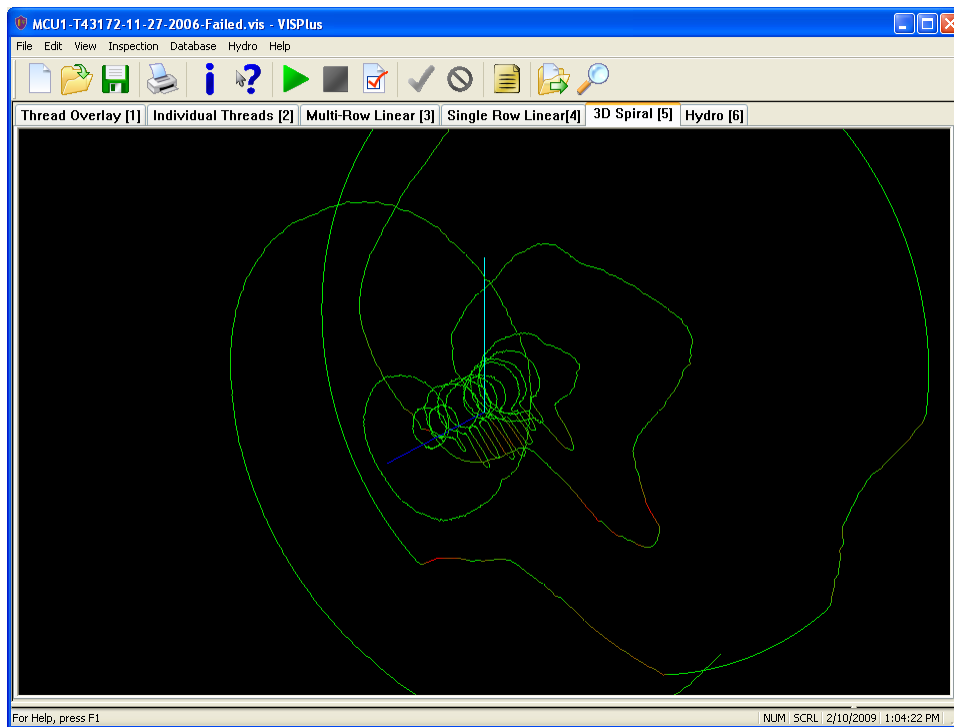 MCU1-T43172-11-27-2006-Failed.vis - VISPlus
File Edit View Inspection Database Hydro Help
Thread Overlay [1] Individual Threads [2] Multi-Row Linear [3] Single Row Linear[4] 3D Spiral [5] Hydro [6]
For Help, press F1 NUM SCRL 2/10/2009 1:04:22 PM